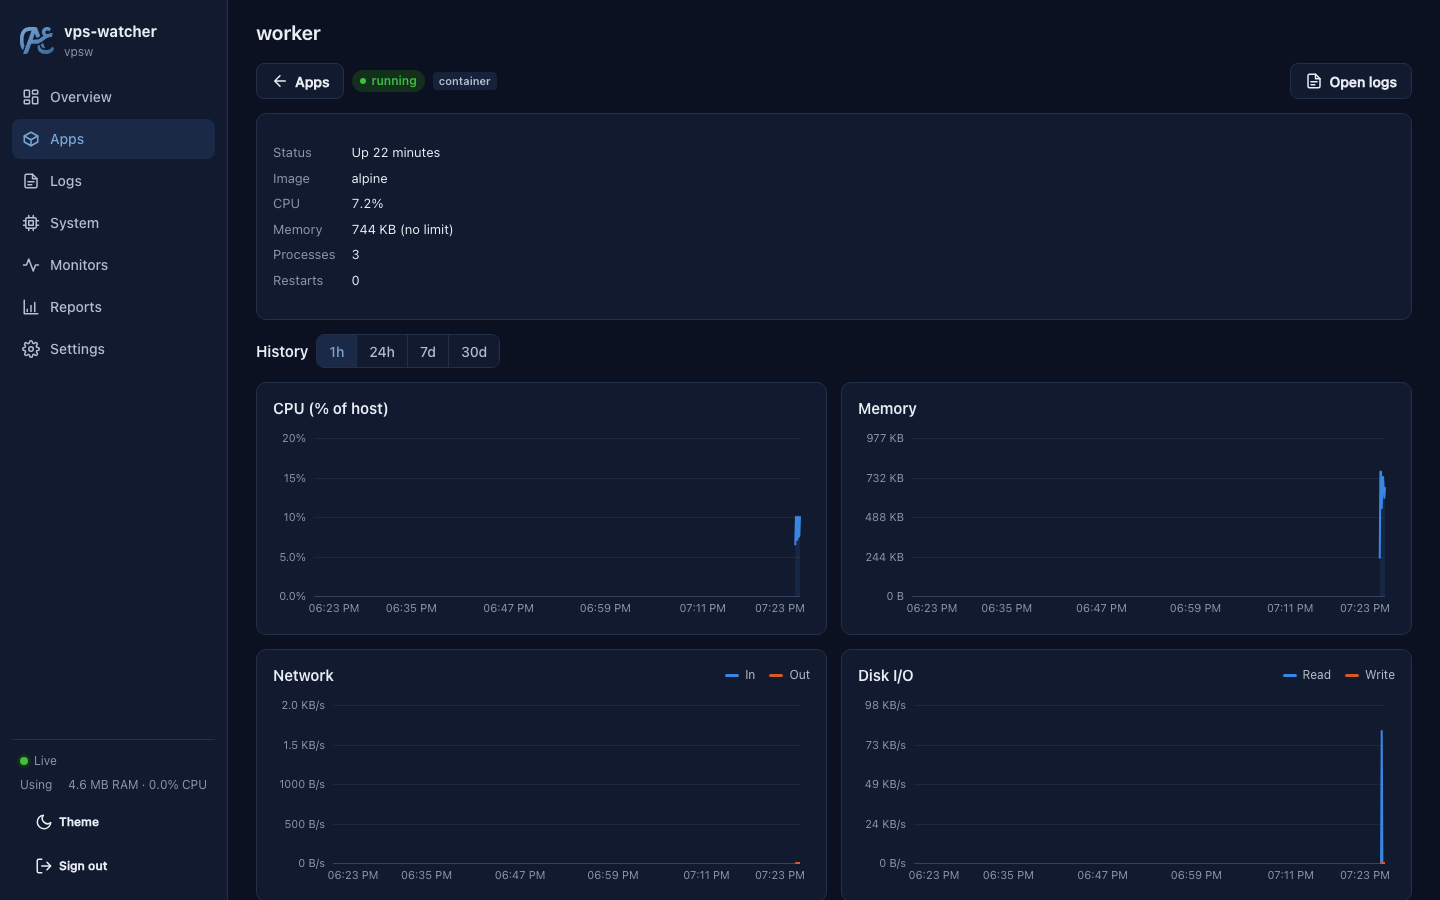 vps-watcher
vpsw
Overview
Apps
Logs
System
Monitors
Reports
Settings
Live
Using 4.6 MB RAM · 0.0% CPU
Theme
Sign out
worker
Apps
running
container
Open logs
Status Up 22 minutes
Image alpine
CPU 7.2%
Memory 744 KB (no limit)
Processes 3
Restarts 0
History 1h 24h 7d 30d
CPU (% of host)
20%
15%
10%
5.0%
0.0%
06:23 PM 06:35 PM 06:47 PM 06:59 PM 07:11 PM 07:23 PM
Memory
977 KB
732 KB
488 KB
244 KB
0 B
06:23 PM 06:35 PM 06:47 PM 06:59 PM 07:11 PM 07:23 PM
Network In Out
2.0 KB/s
1.5 KB/s
1000 B/s
500 B/s
0 B/s
06:23 PM 06:35 PM 06:47 PM 06:59 PM 07:11 PM 07:23 PM
Disk I/O Read Write
98 KB/s
73 KB/s
49 KB/s
24 KB/s
0 B/s
06:23 PM 06:35 PM 06:47 PM 06:59 PM 07:11 PM 07:23 PM